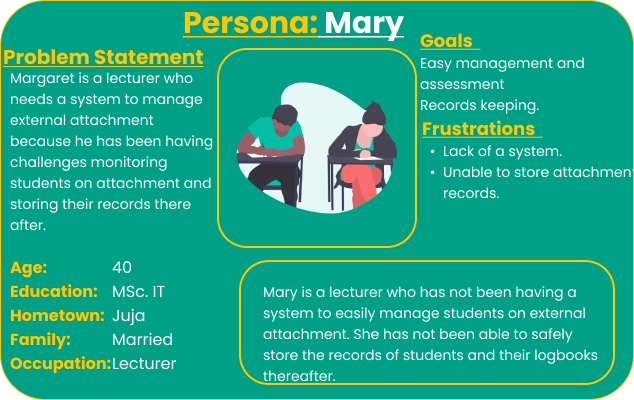 Persona: Mary
Problem Statement
Margaret is a lecturer who
needs a system to manage
external attachment
because he has been having
challenges monitoring
students on attachment and
storing their records there
after.
Goals
Easy management and
assessment
Records keeping.
Frustrations
• Lack of a system.
• Unable to store attachment
records.
Age: 40
Education: MSc. IT
Hometown: Juja
Family: Married
Occupation: Lecturer
Mary is a lecturer who has not been having a
system to easily manage students on external
attachment. She has not been able to safely
store the records of students and their logbooks
thereafter.